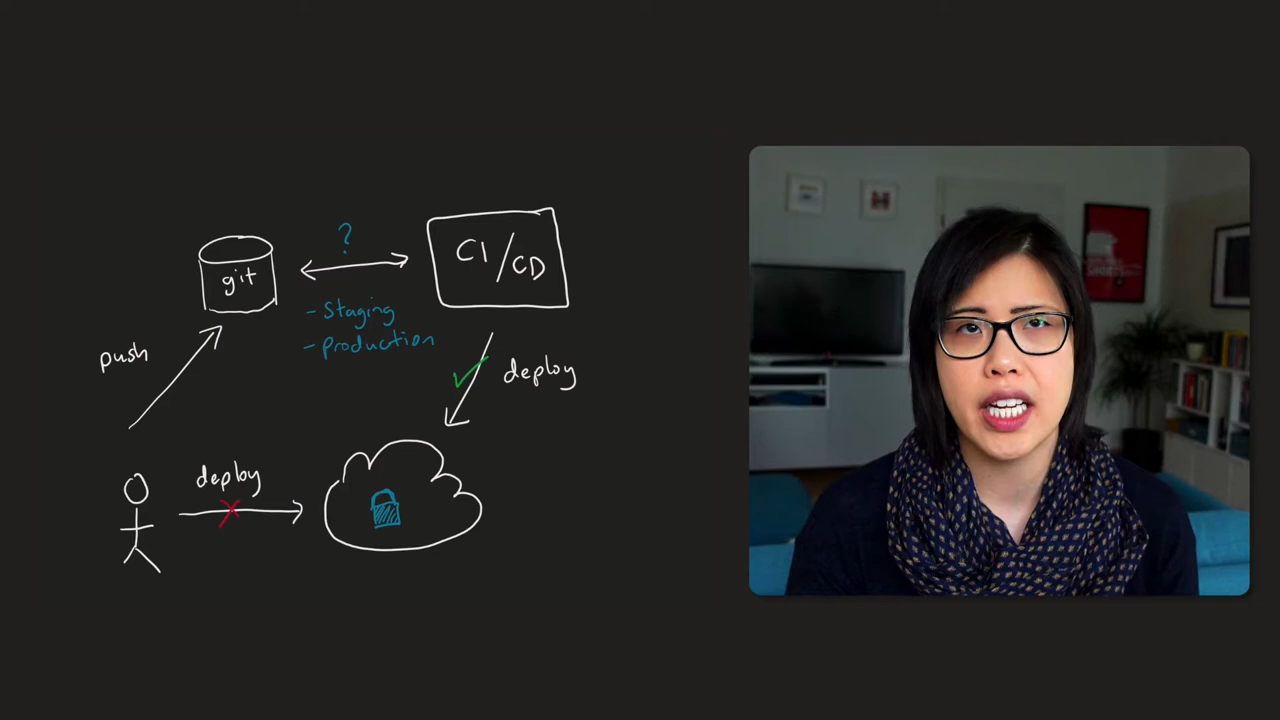 ?
git
CI/CD
- Staging
- production
push
deploy
deploy